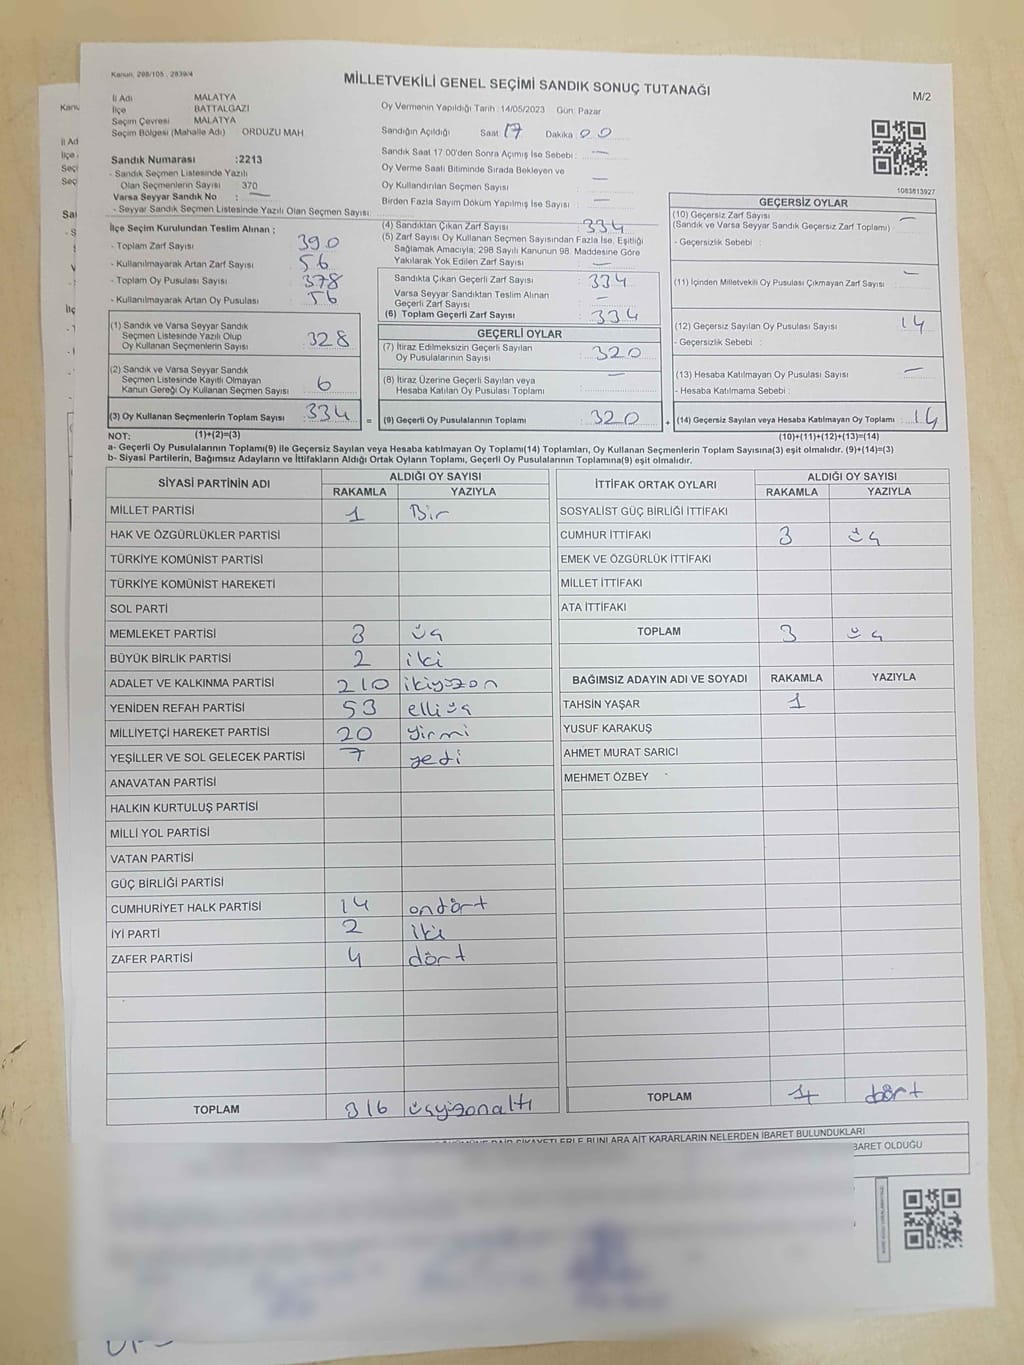 Kanun, 298/105 , 2839/4
MİLLETVEKİLİ GENEL SEÇİMİ SANDIK SONUÇ TUTANAĞI
M/2
İl Adı MALATYA
İlçe BATTALGAZİ
Seçim Çevresi MALATYA
Seçim Bölgesi (Mahalle Adı) ORDUZU MAH
Oy Vermenin Yapıldığı Tarih : 14/05/2023 Gün: Pazar
Sandığın Açıldığı Saat : 17 Dakika : 00
Sandık Saat 17:00'den Sonra Açımış İse Sebebi : —
Oy Verme Saati Bitiminde Sırada Bekleyen ve
Oy Kullandırılan Seçmen Sayısı : —
Birden Fazla Sayım Döküm Yapılmış İse Sayısı : —
1083813927
Sandık Numarası :2213
- Sandık Seçmen Listesinde Yazılı
Olan Seçmenlerin Sayısı : 370
Varsa Seyyar Sandık No : —
- Seyyar Sandık Seçmen Listesinde Yazılı Olan Seçmen Sayısı:
İlçe Seçim Kurulundan Teslim Alınan ;
- Toplam Zarf Sayısı : 390
- Kullanılmayarak Artan Zarf Sayısı : 56
- Toplam Oy Pusulası Sayısı : 378
- Kullanılmayarak Artan Oy Pusulası : 56
(1) Sandık ve Varsa Seyyar Sandık
Seçmen Listesinde Yazılı Olup
Oy Kullanan Seçmenlerin Sayısı : 328
(2) Sandık ve Varsa Seyyar Sandık
Seçmen Listesinde Kayıtlı Olmayan
Kanun Gereği Oy Kullanan Seçmen Sayısı : 6
(3) Oy Kullanan Seçmenlerin Toplam Sayısı : 334
(1)+(2)=(3)
(4) Sandıktan Çıkan Zarf Sayısı : 334
(5) Zarf Sayısı Oy Kullanan Seçmen Sayısından Fazla İse, Eşitliği
Sağlamak Amacıyla; 298 Sayılı Kanunun 98. Maddesine Göre
Yakılarak Yok Edilen Zarf Sayısı : —
Sandıkta Çıkan Geçerli Zarf Sayısı : 334
Varsa Seyyar Sandıktan Teslim Alınan
Geçerli Zarf Sayısı : —
(6) Toplam Geçerli Zarf Sayısı : 334
GEÇERLİ OYLAR
(7) İtiraz Edilmeksizin Geçerli Sayılan
Oy Pusulalarının Sayısı : 320
(8) İtiraz Üzerine Geçerli Sayılan veya
Hesaba Katılan Oy Pusulası Toplamı : —
= (9) Geçerli Oy Pusulalarının Toplamı : 320
GEÇERSİZ OYLAR
(10) Geçersiz Zarf Sayısı : —
(Sandık ve Varsa Seyyar Sandık Geçersiz Zarf Toplamı)
- Geçersizlik Sebebi :
(11) İçinden Milletvekili Oy Pusulası Çıkmayan Zarf Sayısı : —
(12) Geçersiz Sayılan Oy Pusulası Sayısı : 14
- Geçersizlik Sebebi :
(13) Hesaba Katılmayan Oy Pusulası Sayısı : —
- Hesaba Katılmama Sebebi :
+ (14) Geçersiz Sayılan veya Hesaba Katılmayan Oy Toplamı : 14
(10)+(11)+(12)+(13)=(14)
NOT:
a- Geçerli Oy Pusulalarının Toplamı(9) ile Geçersiz Sayılan veya Hesaba Katılmayan Oy Toplamı(14) Toplamları, Oy Kullanan Seçmenlerin Toplam Sayısına(3) eşit olmalıdır. (9)+(14)=(3)
b- Siyasi Partilerin, Bağımsız Adayların ve İttifakların Aldığı Ortak Oyların Toplamı, Geçerli Oy Pusulalarının Toplamına(9) eşit olmalıdır.
SİYASİ PARTİNİN ADI ALDIĞI OY SAYISI
RAKAMLA YAZIYLA
MİLLET PARTİSİ 1 Bir
HAK VE ÖZGÜRLÜKLER PARTİSİ
TÜRKİYE KOMÜNİST PARTİSİ
TÜRKİYE KOMÜNİST HAREKETİ
SOL PARTİ
MEMLEKET PARTİSİ 3 üç
BÜYÜK BİRLİK PARTİSİ 2 iki
ADALET VE KALKINMA PARTİSİ 210 ikiyüzon
YENİDEN REFAH PARTİSİ 53 elliüç
MİLLİYETÇİ HAREKET PARTİSİ 20 yirmi
YEŞİLLER VE SOL GELECEK PARTİSİ 7 yedi
ANAVATAN PARTİSİ
HALKIN KURTULUŞ PARTİSİ
MİLLİ YOL PARTİSİ
VATAN PARTİSİ
GÜÇ BİRLİĞİ PARTİSİ
CUMHURİYET HALK PARTİSİ 14 ondört
İYİ PARTİ 2 iki
ZAFER PARTİSİ 4 dört
TOPLAM 316 üçyüzonaltı
İTTİFAK ORTAK OYLARI ALDIĞI OY SAYISI
RAKAMLA YAZIYLA
SOSYALİST GÜÇ BİRLİĞİ İTTİFAKI
CUMHUR İTTİFAKI 3 üç
EMEK VE ÖZGÜRLÜK İTTİFAKI
MİLLET İTTİFAKI
ATA İTTİFAKI
TOPLAM 3 üç
BAĞIMSIZ ADAYIN ADI VE SOYADI RAKAMLA YAZIYLA
TAHSİN YAŞAR 1
YUSUF KARAKUŞ
AHMET MURAT SARICI
MEHMET ÖZBEY
TOPLAM 4 dört
ŞİKAYETLERLE BUNLARA AİT KARARLARIN NELERDEN İBARET BULUNDUKLARI
BARET OLDUĞU